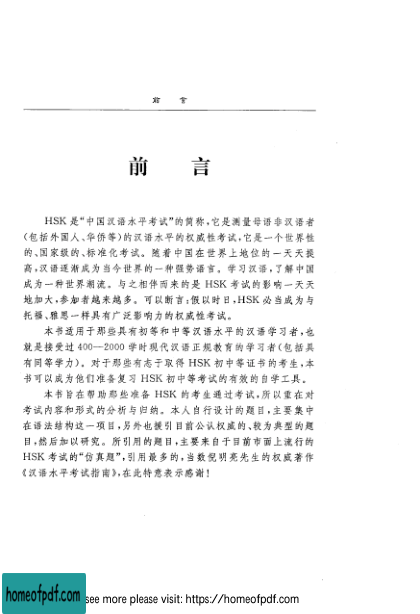 前 言
前 言
HSK 是“中国汉语水平考试”的简称,它是测量母语非汉语者
(包括外国人、华侨等)的汉语水平的权威性考试,它是一个世界性
的、国家级的、标准化考试。随着中国在世界上地位的一天天提
高,汉语逐渐成为当今世界的一种强势语言。学习汉语,了解中国
成为一种世界潮流。与之相伴而来的是 HSK 考试的影响一天天
地加大,参加者越来越多。可以断言:假以时日,HSK 必当成为与
托福、雅思一样具有广泛影响力的权威性考试。
本书适用于那些具有初等和中等汉语水平的汉语学习者,也
就是接受过 400—2000 学时现代汉语正规教育的学习者(包括具
有同等学力)。对于那些有志于取得 HSK 初中等证书的考生,本
书可以成为他们准备复习 HSK 初中等考试的有效的自学工具。
本书旨在帮助那些准备 HSK 的考生通过考试,所以重在对
考试内容和形式的分析与归纳。本人自行设计的题目,主要集中
在语法结构这一项目,另外也援引目前公认权威的、较为典型的题
目,然后加以研究。所引用的题目,主要来自于目前市面上流行的
HSK 考试的“仿真题”,引用最多的,当数倪明亮先生的权威著作
《汉语水平考试指南》,在此特意表示感谢!
homeofpdf.com
see more please visit: https://homeofpdf.com